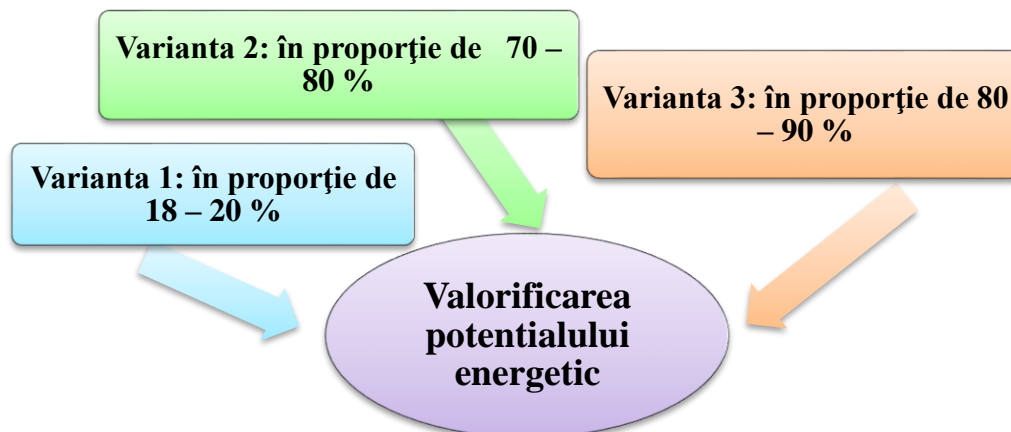 Varianta 2: în proporţie de 70 –
80 %
Varianta 3: în proporţie de 80
– 90 %
Varianta 1: în proporţie de
18 – 20 %
Valorificarea
potentialului
energetic